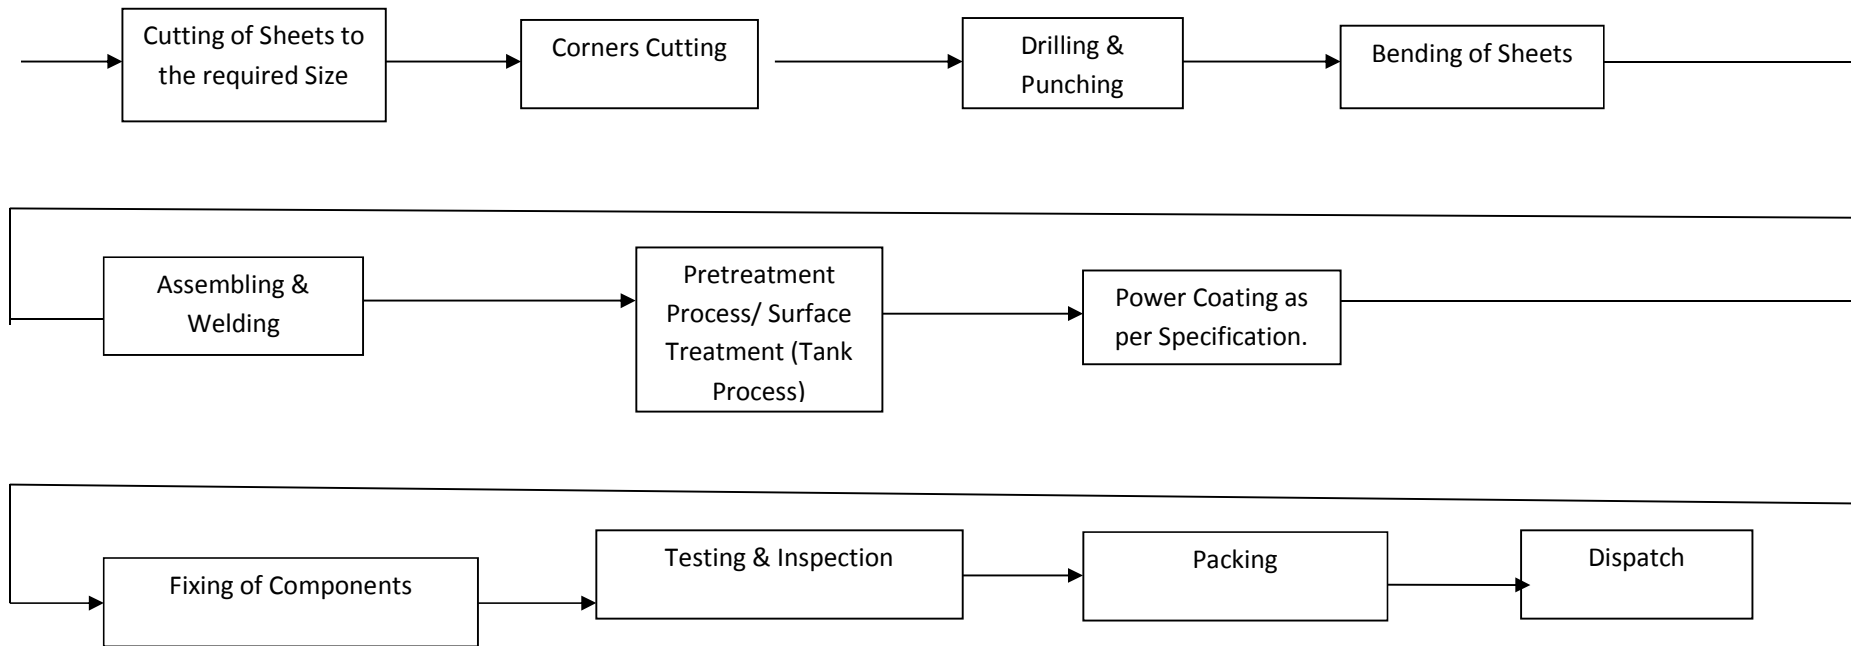 Cutting of Sheets to
the required Size
Corners Cutting
Drilling &
Punching
Bending of Sheets
Assembling &
Welding
Pretreatment
Process/ Surface
Treatment (Tank
Process)
Power Coating as
per Specification.
Fixing of Components
Testing & Inspection
Packing
Dispatch